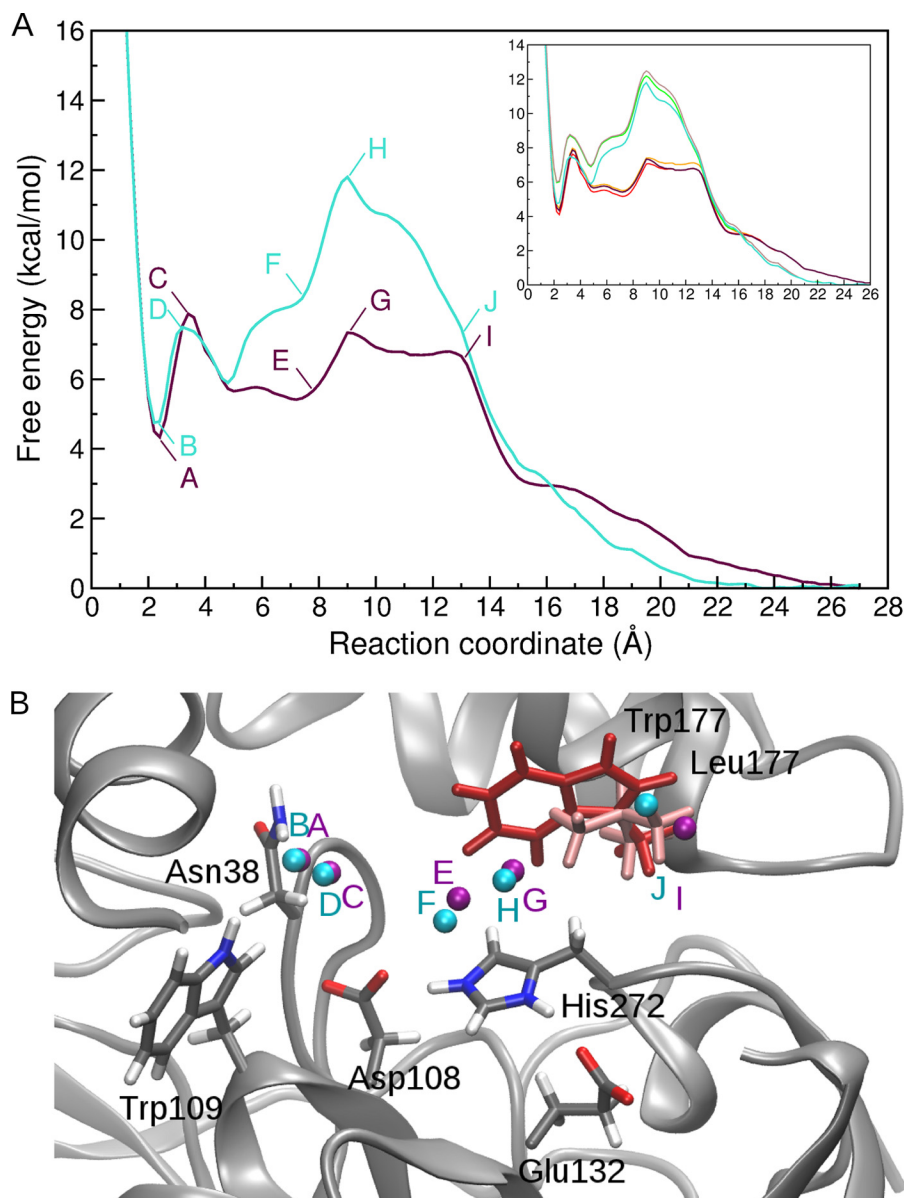 A
Free energy (kcal/mol)
16
14
12
10
8
6
4
2
0
0 2 4 6 8 10 12 14 16 18 20 22 24 26 28
Reaction coordinate (Å)
C
D
B
A
F
E
H
G
J
I
14
12
10
8
6
4
2
0
0 2 4 6 8 10 12 14 16 18 20 22 24 26
B
Trp177
Leu177
B A
Asn38
D C
E
F
H G
J I
His272
Asp108
Trp109
Glu132